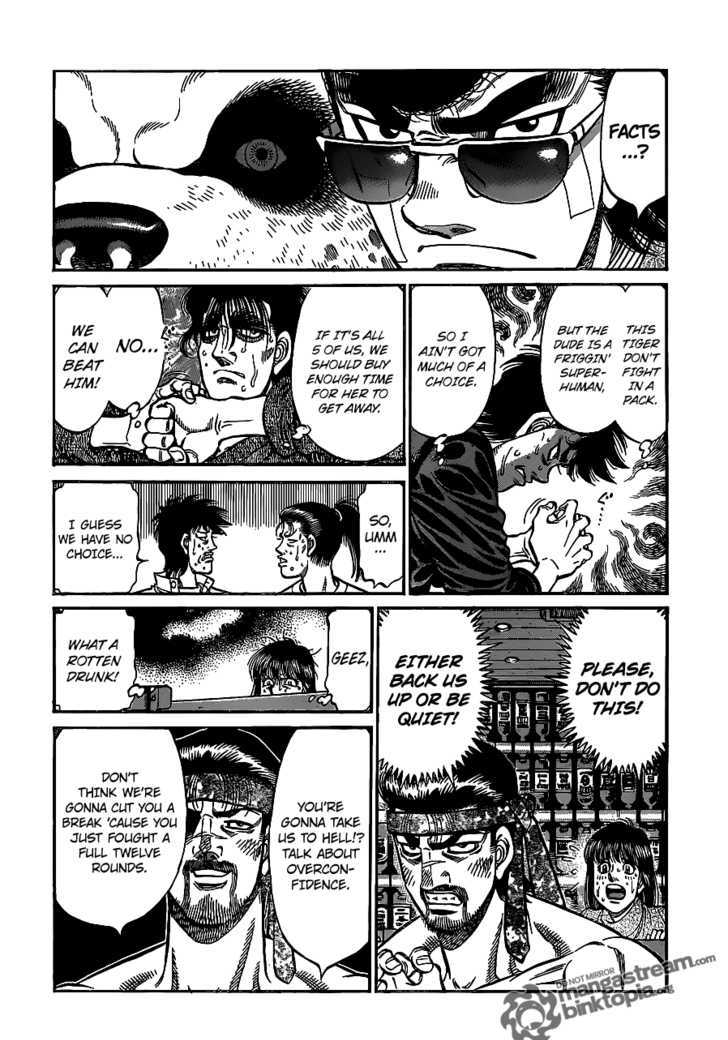 FACTS
...?
THIS
TIGER
DON'T
FIGHT
IN A
PACK.
BUT THE
DUDE IS A
FRIGGIN'
SUPER-
HUMAN,
SO I
AIN'T GOT
MUCH OF
A CHOICE.
IF IT'S ALL
5 OF US, WE
SHOULD BUY
ENOUGH TIME
FOR HER TO
GET AWAY.
NO...
WE
CAN
BEAT
HIM!
SO,
UMM
...
I GUESS
WE HAVE NO
CHOICE...
PLEASE,
DON'T DO
THIS!
EITHER
BACK US
UP OR BE
QUIET!
GEEZ,
WHAT A
ROTTEN
DRUNK!
YOU'RE
GONNA TAKE
US TO HELL!?
TALK ABOUT
OVERCON-
FIDENCE.
DON'T
THINK WE'RE
GONNA CUT YOU A
BREAK 'CAUSE YOU
JUST FOUGHT A
FULL TWELVE
ROUNDS.
DO NOT MIRROR
mangastream.com
binktopia.org